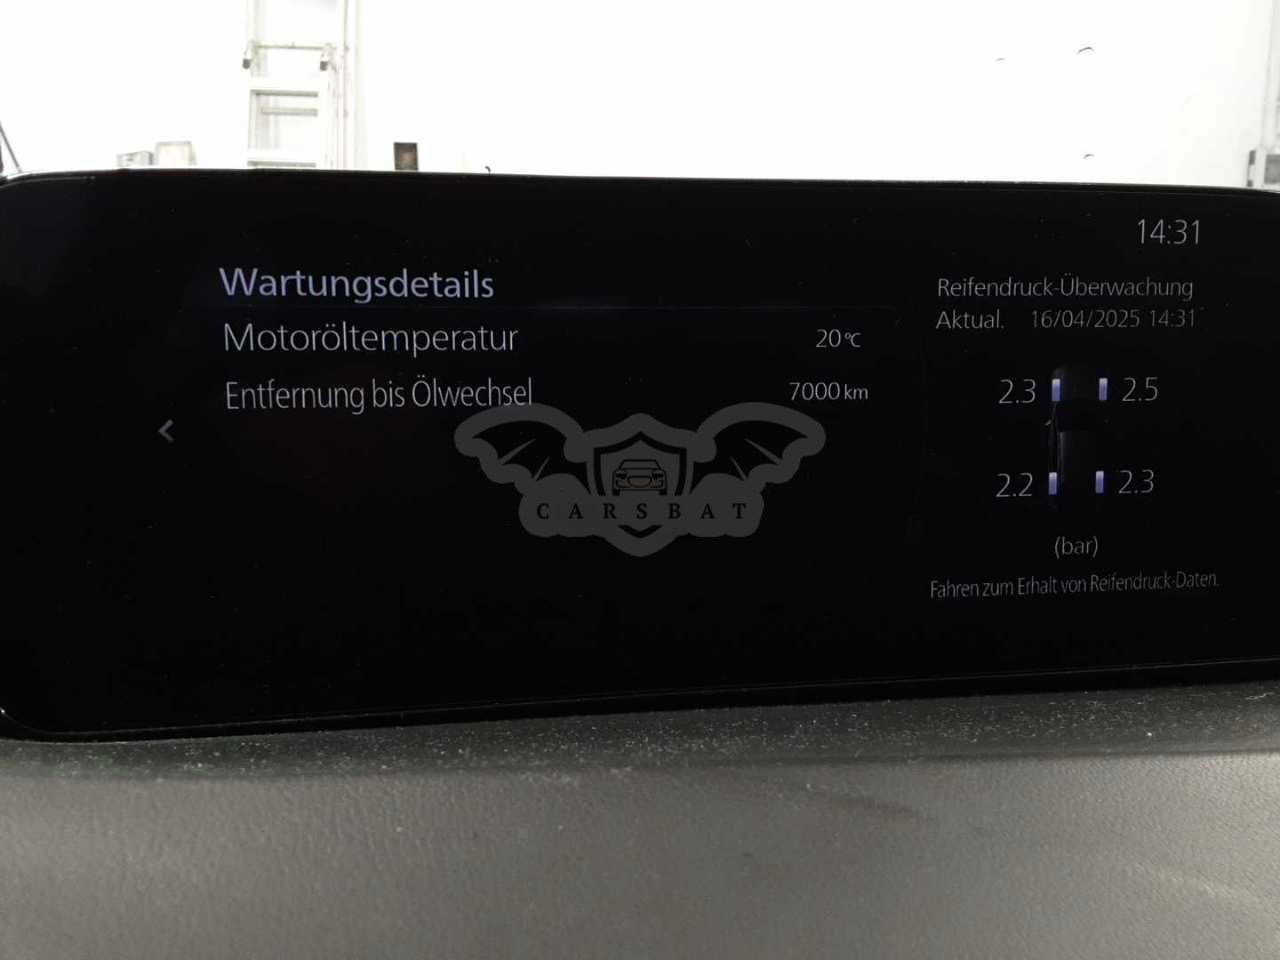 14:31
Wartungsdetails
Motoröltemperatur 20°C
Entfernung bis Ölwechsel 7000 km
Reifendruck-Überwachung
Aktual. 16/04/2025 14:31
2.3 2.5
2.2 2.3
(bar)
Fahren zum Erhalt von Reifendruck-Daten.
CARSBAT